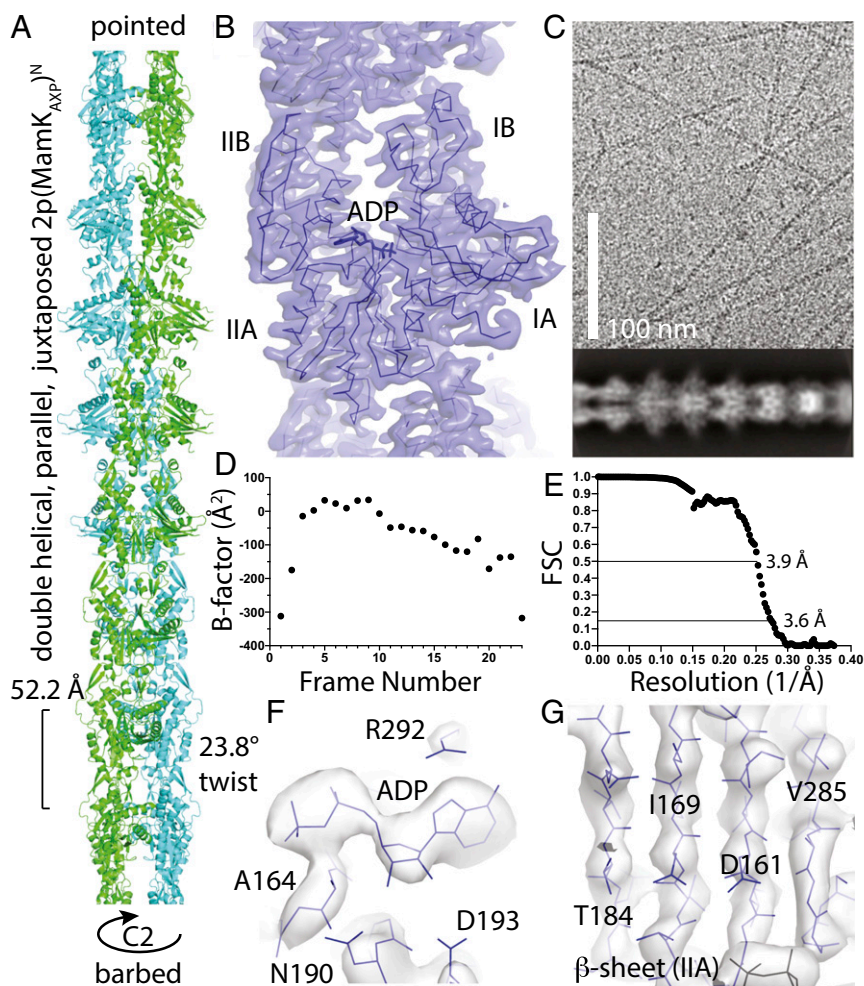 A
pointed
double helical, parallel, juxtaposed 2p(MamK_AXP)^N
52.2 Å
23.8°
twist
C2
barbed
B
IIB
IB
ADP
IIA
IA
C
100 nm
D
B-factor (Å²)
100
0
-100
-200
-300
-400
0
10
20
Frame Number
E
FSC
1.0
0.9
0.8
0.7
0.6
0.5
0.4
0.3
0.2
0.1
0.0
3.9 Å
3.6 Å
0.00
0.05
0.10
0.15
0.20
0.25
0.30
0.35
0.40
Resolution (1/Å)
F
R292
ADP
A164
D193
N190
G
I169
V285
D161
T184
β-sheet (IIA)